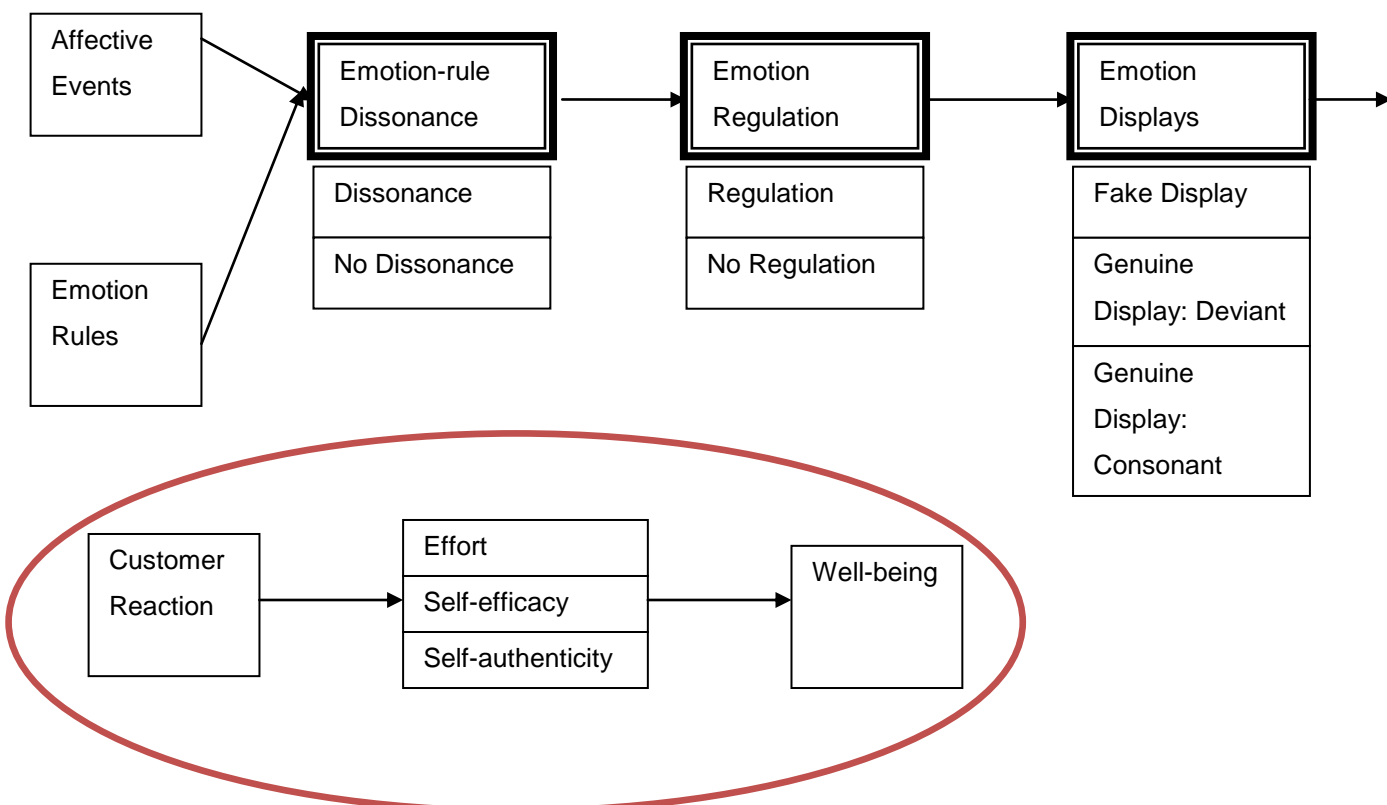 Affective
Events
Emotion-rule
Dissonance
Emotion
Regulation
Emotion
Displays
Dissonance
No Dissonance
Regulation
No Regulation
Fake Display
Genuine
Display: Deviant
Genuine
Display:
Consonant
Emotion
Rules
Customer
Reaction
Effort
Self-efficacy
Self-authenticity
Well-being